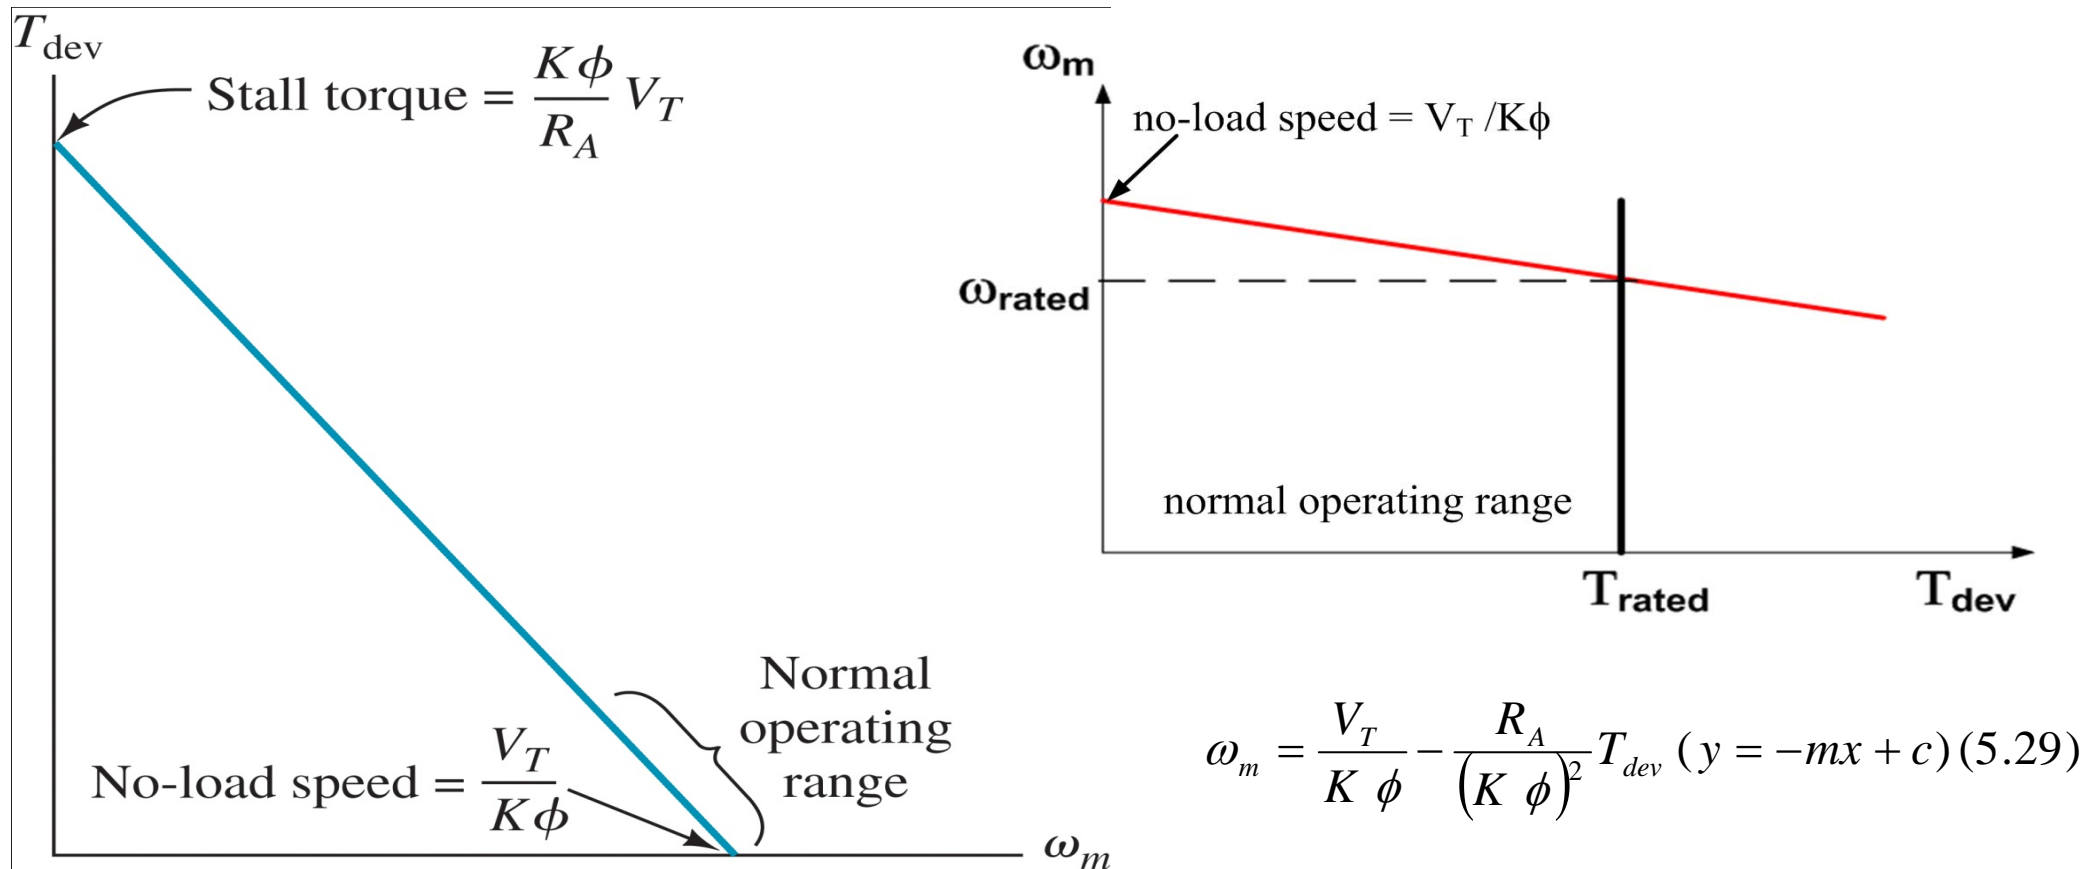 T_dev
Stall torque = Kϕ/R_A V_T
Normal
operating
range
No-load speed = V_T/Kϕ
ω_m
ω_m
no-load speed = V_T /Kϕ
ω_rated
normal operating range
T_rated
T_dev
ω_m = V_T/(K ϕ) − R_A/(K ϕ)² T_dev (y = −mx + c) (5.29)